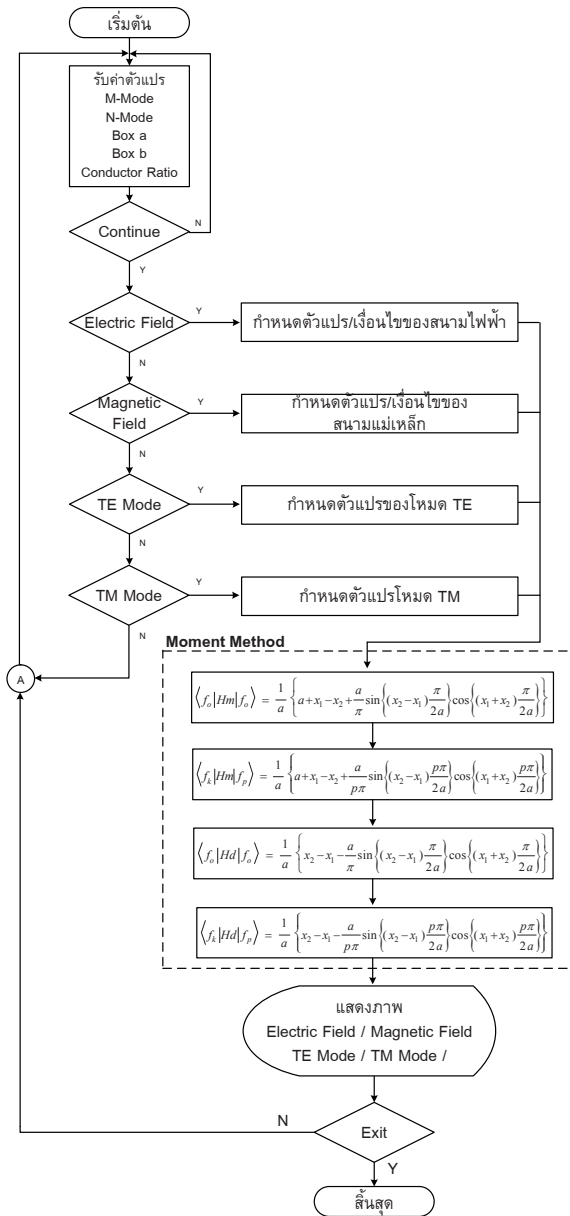 เริ่มต้น
รับค่าตัวแปร
M-Mode
N-Mode
Box a
Box b
Conductor Ratio
Continue
N
Y
Electric Field
Y
กำหนดตัวแปร/เงื่อนไขของสนามไฟฟ้า
N
Magnetic
Field
Y
กำหนดตัวแปร/เงื่อนไขของ
สนามแม่เหล็ก
N
TE Mode
Y
กำหนดตัวแปรของโหมด TE
N
TM Mode
Y
กำหนดตัวแปรโหมด TM
N
A
Moment Method
⟨f_o|Hm|f_o⟩ = 1/a {a+x_1-x_2+a/π sin{(x_2-x_1)π/2a}cos{(x_1+x_2)π/2a}}
⟨f_k|Hm|f_p⟩ = 1/a {a+x_1-x_2+a/pπ sin{(x_2-x_1)pπ/2a}cos{(x_1+x_2)pπ/2a}}
⟨f_o|Hd|f_o⟩ = 1/a {x_2-x_1-a/π sin{(x_2-x_1)π/2a}cos{(x_1+x_2)π/2a}}
⟨f_k|Hd|f_p⟩ = 1/a {x_2-x_1-a/pπ sin{(x_2-x_1)pπ/2a}cos{(x_1+x_2)pπ/2a}}
แสดงภาพ
Electric Field / Magnetic Field
TE Mode / TM Mode /
N
Exit
Y
สิ้นสุด